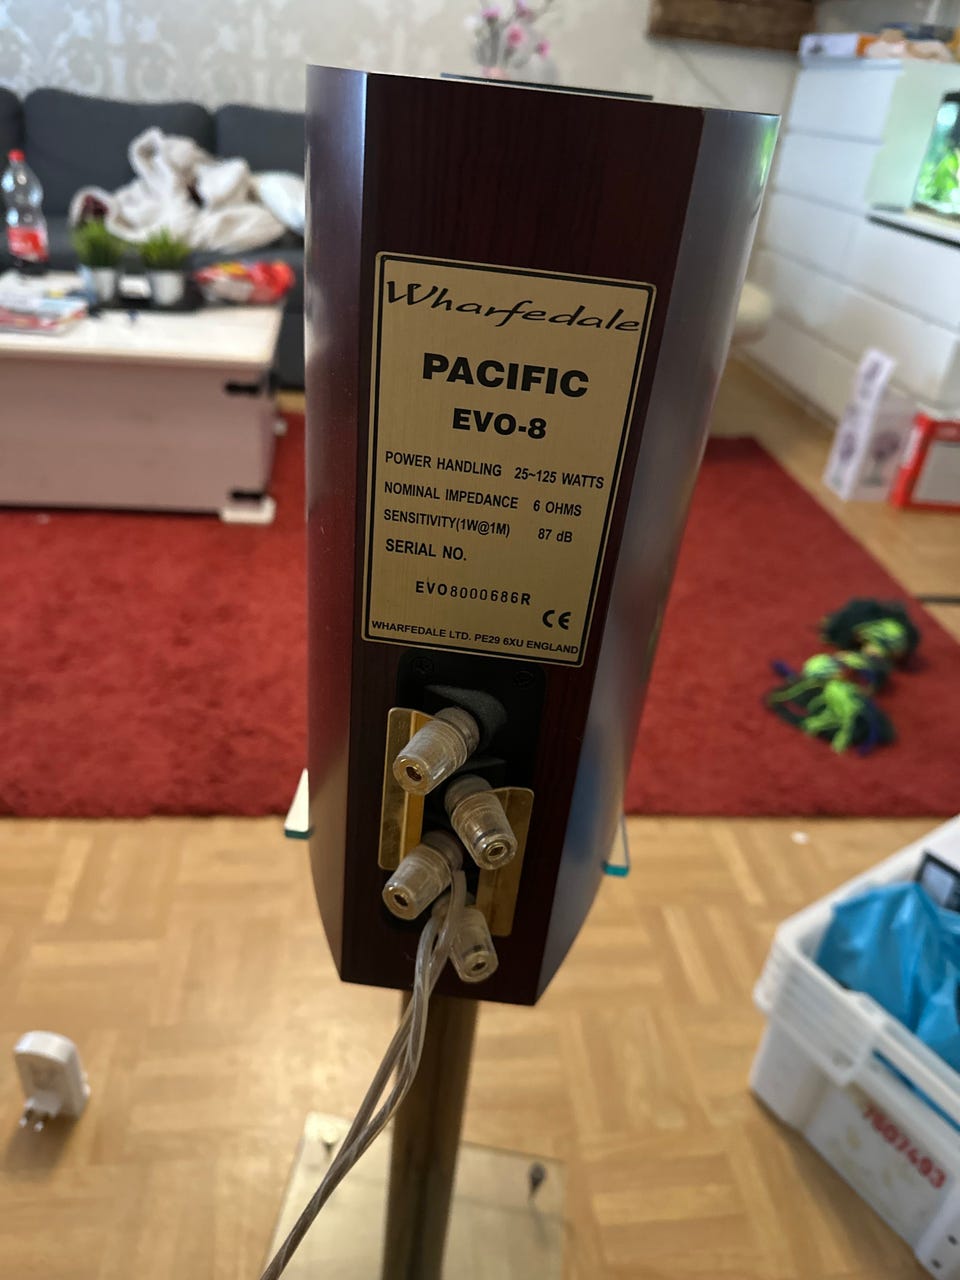 Wharfedale
PACIFIC
EVO-8
POWER HANDLING 25~125 WATTS
NOMINAL IMPEDANCE 6 OHMS
SENSITIVITY(1W@1M) 87 dB
SERIAL NO.
EVO8000686R
CE
WHARFEDALE LTD. PE29 6XU ENGLAND
7607493